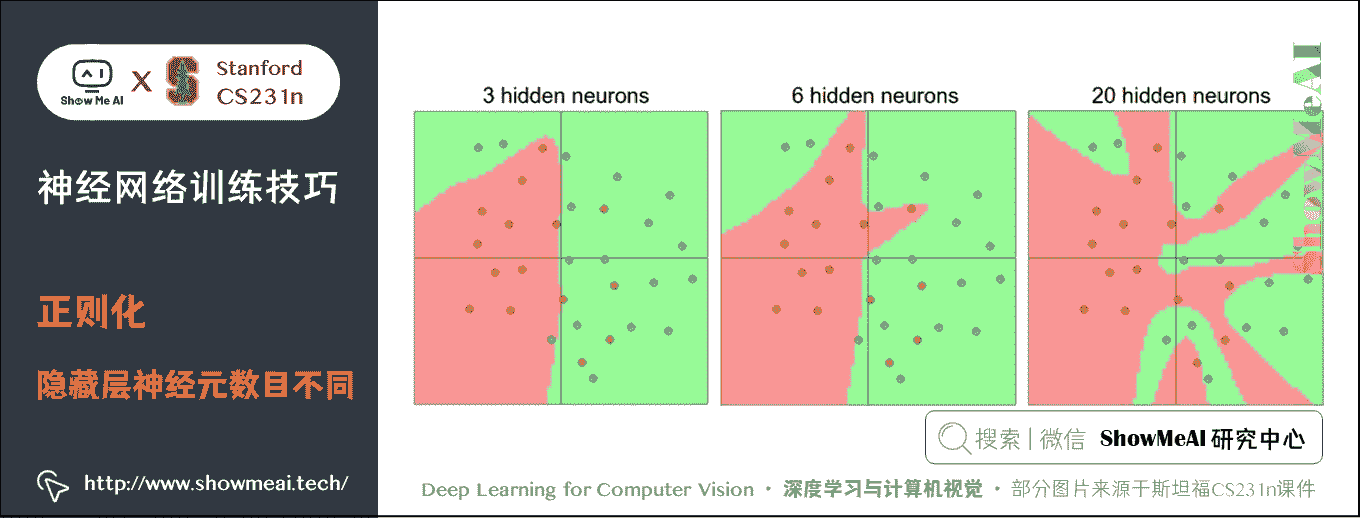 Show Me AI
X
Stanford
CS231n
神经网络训练技巧
正则化
隐藏层神经元数目不同
http://www.showmeai.tech/
3 hidden neurons
6 hidden neurons
20 hidden neurons
ShowMeAI
搜索 | 微信 ShowMeAI 研究中心
Deep Learning for Computer Vision · 深度学习与计算机视觉 · 部分图片来源于斯坦福CS231n课件